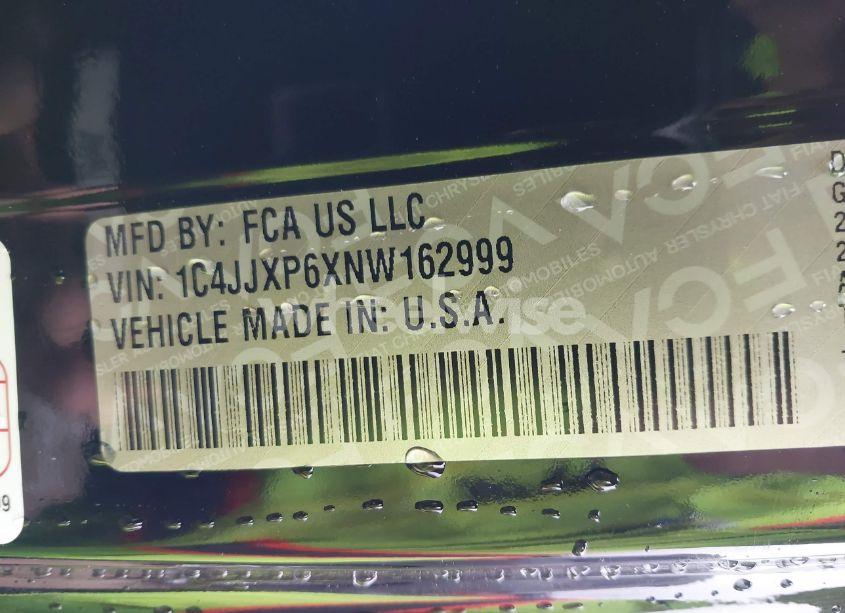 MFD BY: FCA US LLC
VIN: 1C4JJXP6XNW162999
VEHICLE MADE IN: U.S.A.